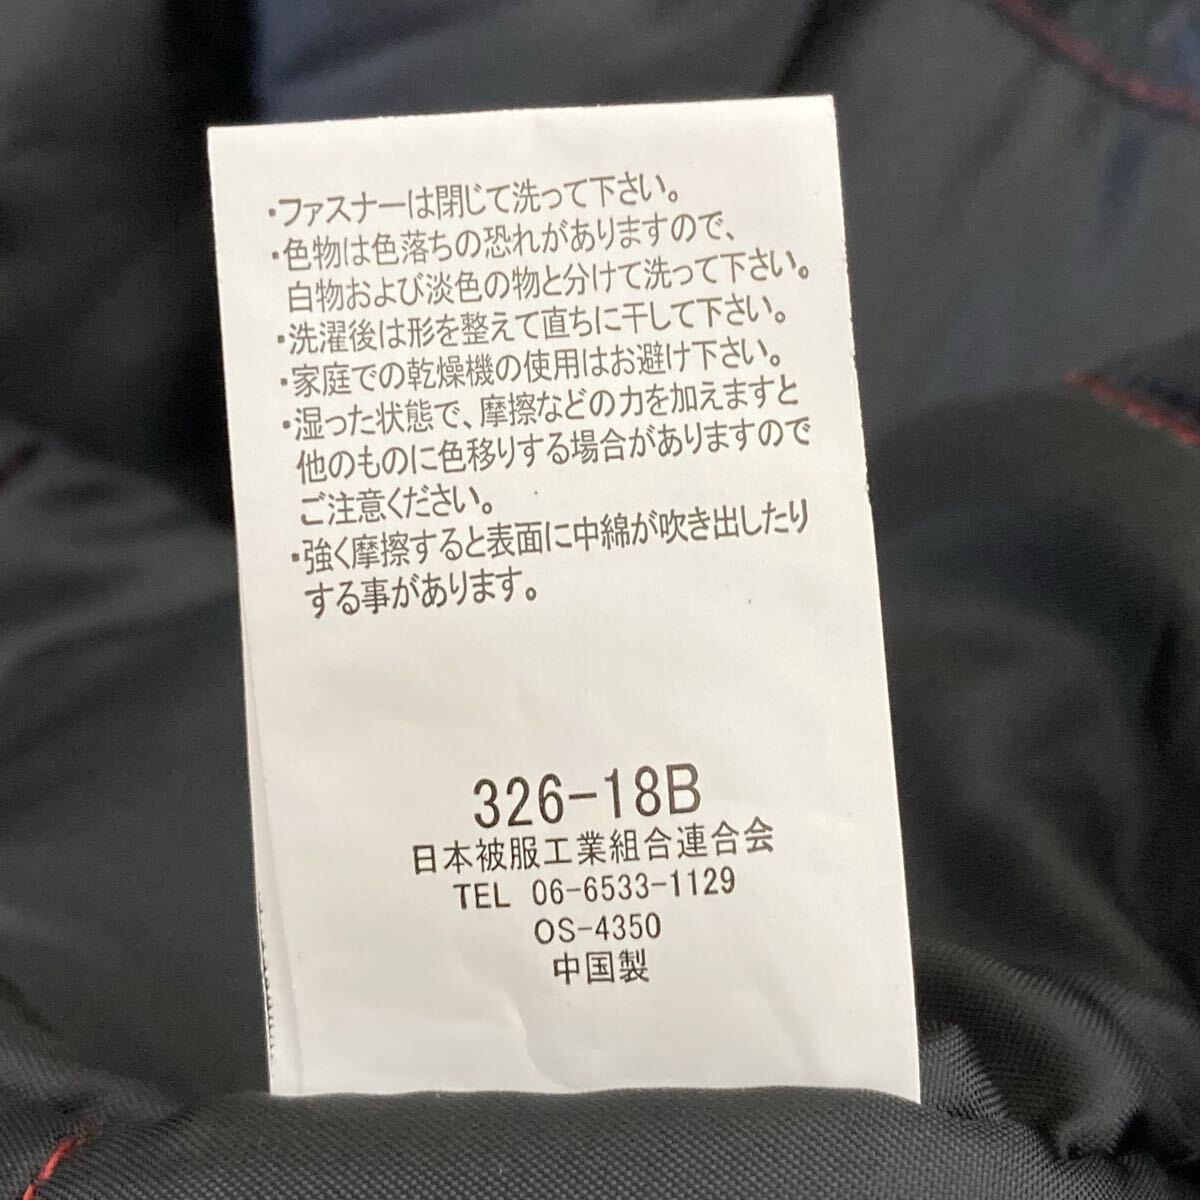 ・ファスナーは閉じて洗って下さい。
・色物は色落ちの恐れがありますので、
白物および淡色の物と分けて洗って下さい。
・洗濯後は形を整えて直ちに干して下さい。
・家庭での乾燥機の使用はお避け下さい。
・湿った状態で、摩擦などの力を加えますと
他のものに色移りする場合がありますので
ご注意ください。
・強く摩擦すると表面に中綿が吹き出したり
する事があります。
326-18B
日本被服工業組合連合会
TEL 06-6533-1129
OS-4350
中国製